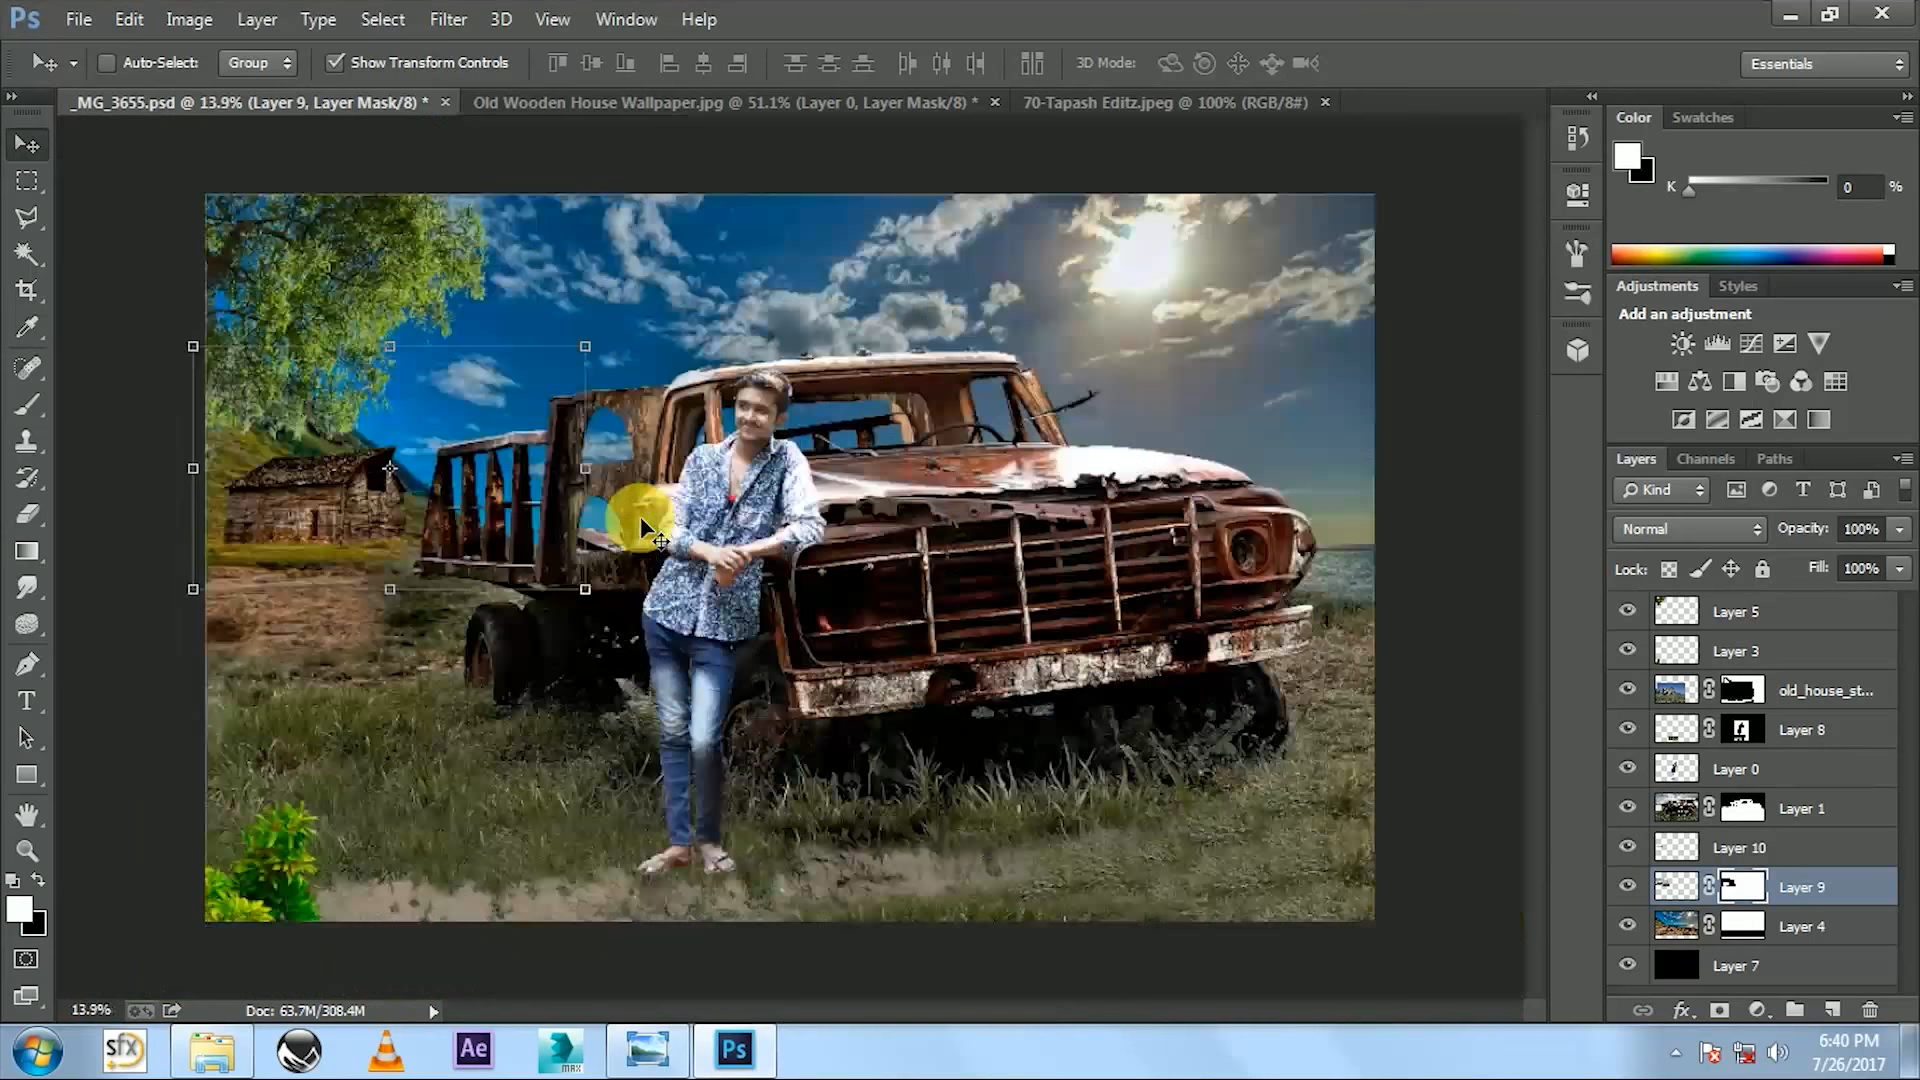 Ps File Edit Image Layer Type Select Filter 3D View Window Help
Auto-Select: Group Show Transform Controls 3D Mode: Essentials
_MG_3655.psd @ 13.9% (Layer 9, Layer Mask/8) * Old Wooden House Wallpaper.jpg @ 51.1% (Layer 0, Layer Mask/8) * 70-Tapash Editz.jpeg @ 100% (RGB/8#)
Color Swatches
K 0 %
Adjustments Styles
Add an adjustment
Layers Channels Paths
Kind
Normal Opacity: 100%
Lock: Fill: 100%
Layer 5
Layer 3
old_house_st...
Layer 8
Layer 0
Layer 1
Layer 10
Layer 9
Layer 4
Layer 7
13.9% Doc: 63.7M/308.4M
sfx Ae MAX Ps
6:40 PM
7/26/2017